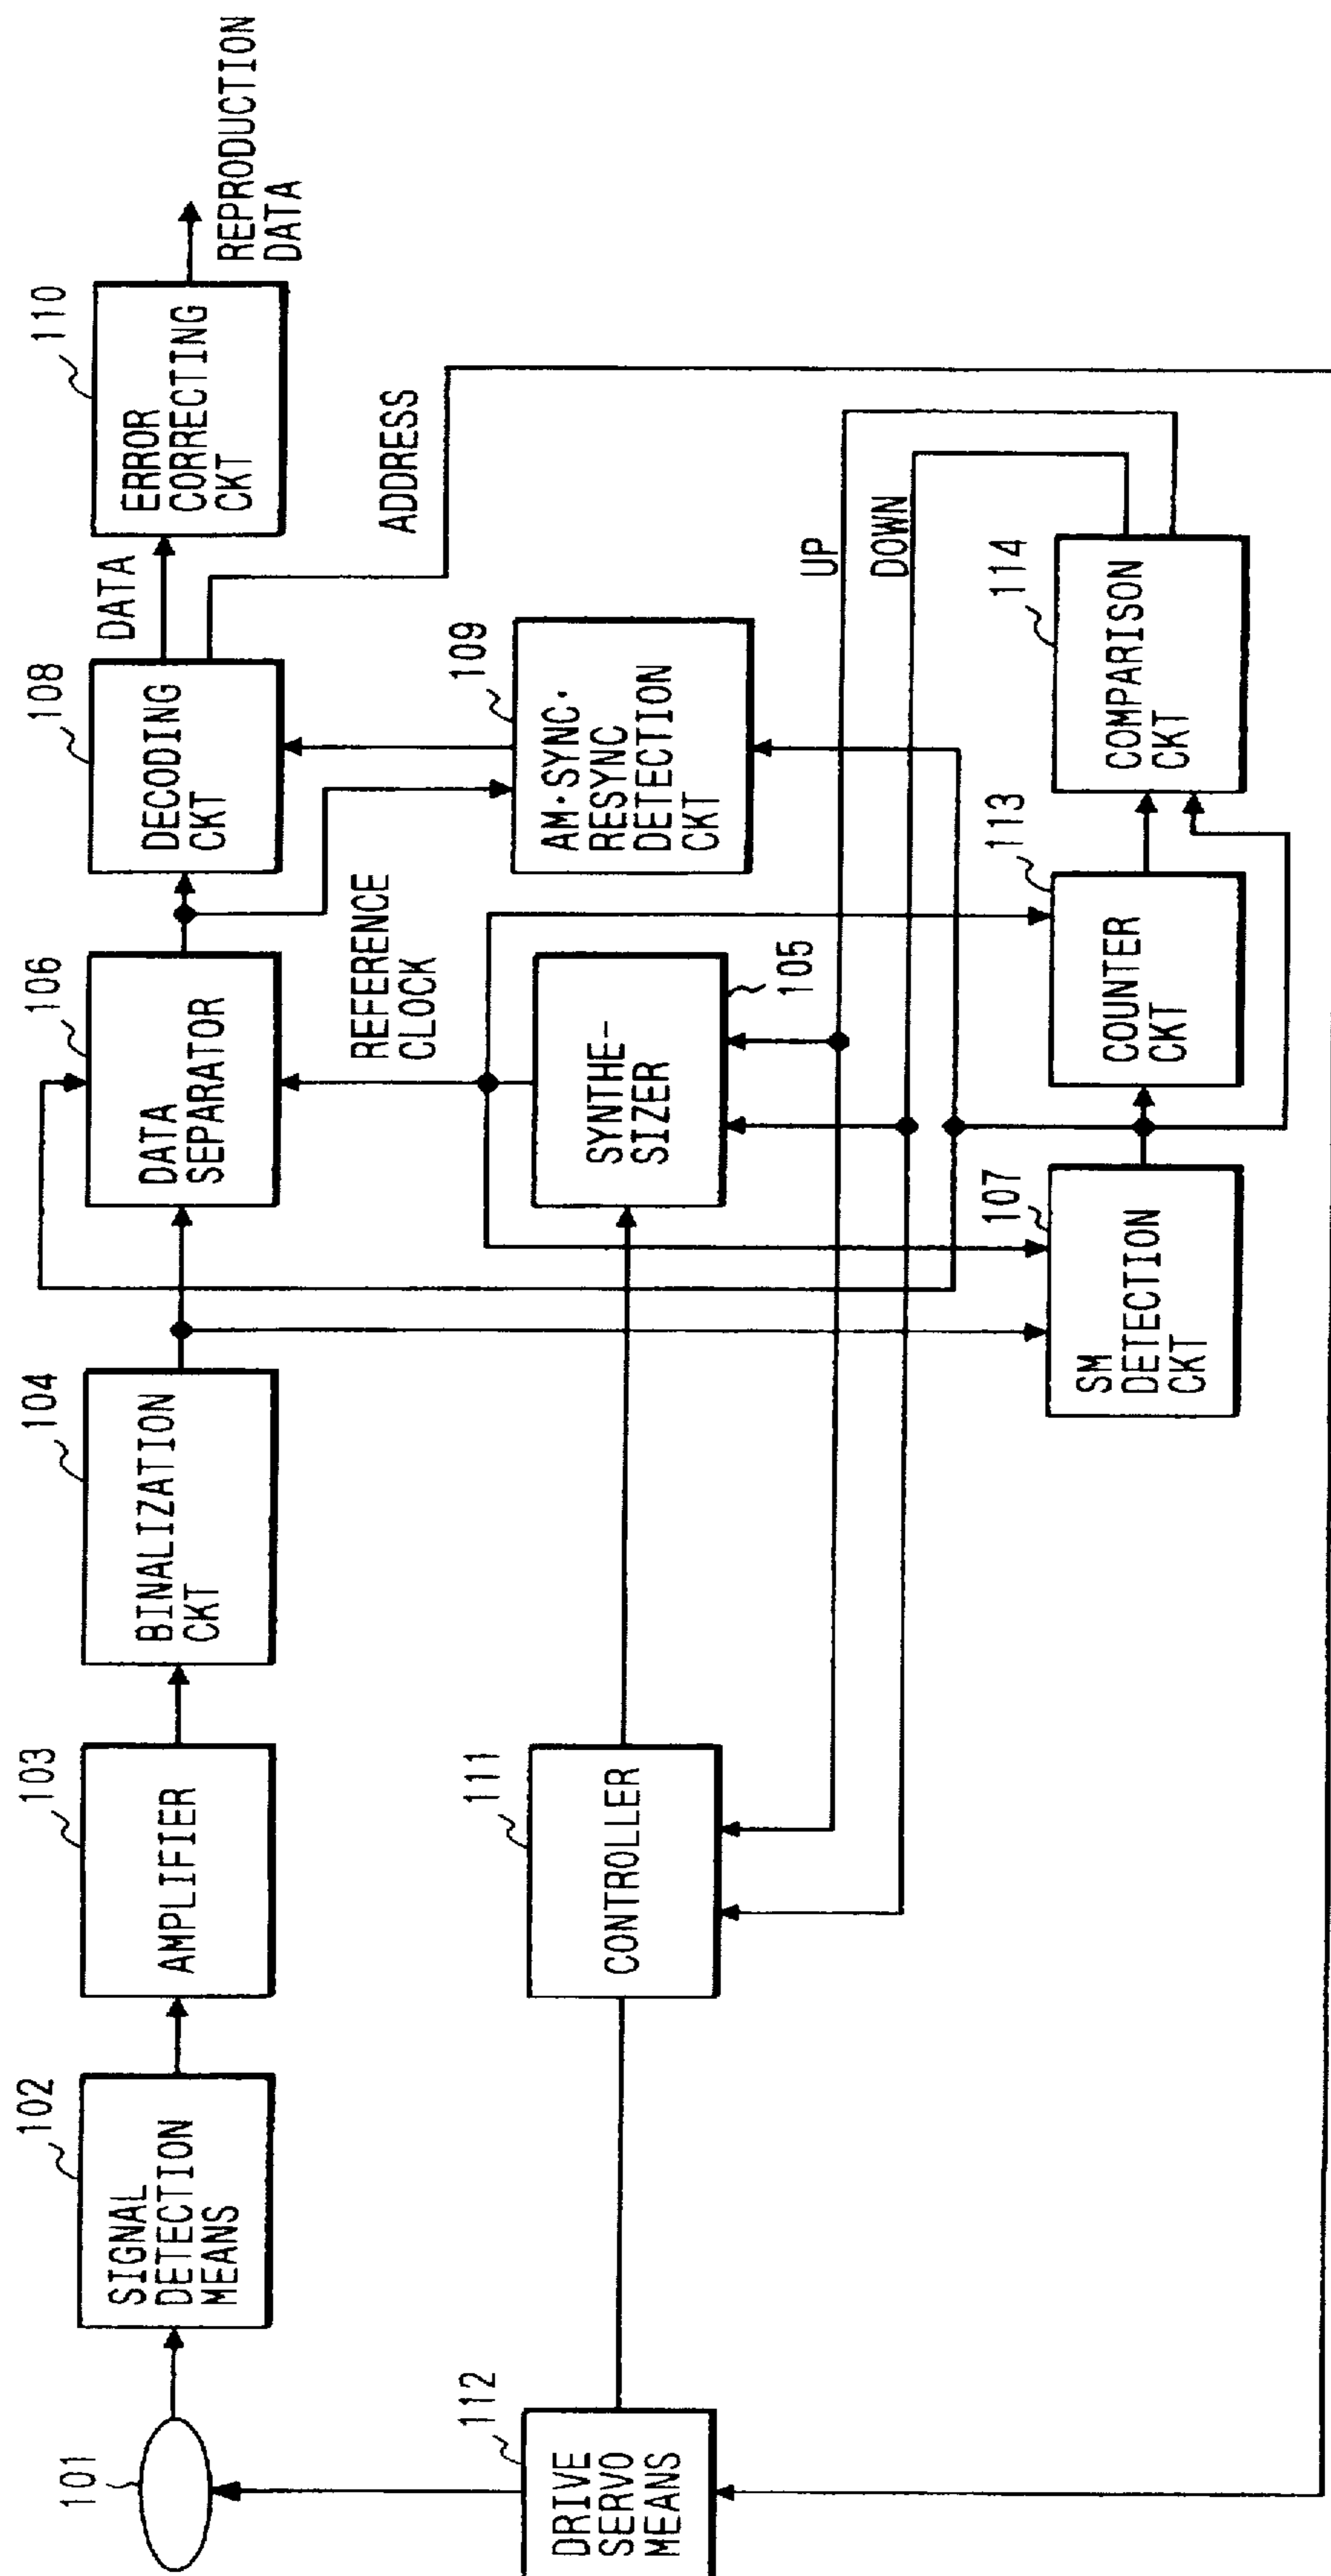 101
102
SIGNAL
DETECTION
MEANS
103
AMPLIFIER
104
BINALIZATION
CKT
106
DATA
SEPARATOR
108
DECODING
CKT
DATA
110
ERROR
CORRECTING
CKT
REPRODUCTION
DATA
ADDRESS
112
DRIVE
SERVO
MEANS
111
CONTROLLER
REFERENCE
CLOCK
SYNTHE-
SIZER
105
109
AM·SYNC·
RESYNC
DETECTION
CKT
UP
DOWN
107
SM
DETECTION
CKT
113
COUNTER
CKT
114
COMPARISON
CKT